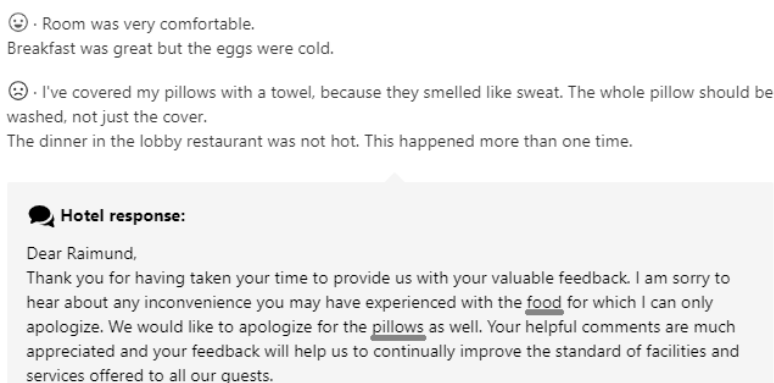 · Room was very comfortable.
Breakfast was great but the eggs were cold.
· I've covered my pillows with a towel, because they smelled like sweat. The whole pillow should be
washed, not just the cover.
The dinner in the lobby restaurant was not hot. This happened more than one time.
Hotel response:
Dear Raimund,
Thank you for having taken your time to provide us with your valuable feedback. I am sorry to
hear about any inconvenience you may have experienced with the food for which I can only
apologize. We would like to apologize for the pillows as well. Your helpful comments are much
appreciated and your feedback will help us to continually improve the standard of facilities and
services offered to all our guests.